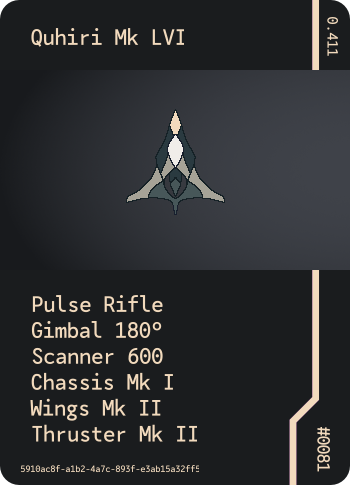 Quhiri Mk LVI
0.411
Pulse Rifle
Gimbal 180°
Scanner 600
Chassis Mk I
Wings Mk II
Thruster Mk II
#0081
5910ac8f-a1b2-4a7c-893f-e3ab15a32ff5